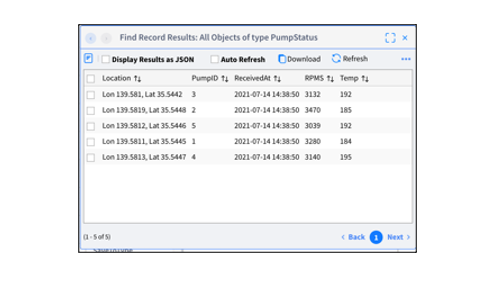 Find Record Results: All Objects of type PumpStatus
Display Results as JSON Auto Refresh Download Refresh
Location PumpID ReceivedAt RPMS Temp
Lon 139.581, Lat 35.5442 3 2021-07-14 14:38:50 3132 192
Lon 139.5819, Lat 35.5448 2 2021-07-14 14:38:50 3470 185
Lon 139.5812, Lat 35.5446 5 2021-07-14 14:38:50 3039 192
Lon 139.5811, Lat 35.5445 1 2021-07-14 14:38:50 3280 184
Lon 139.5813, Lat 35.5447 4 2021-07-14 14:38:50 3140 195
(1 - 5 of 5) Back 1 Next